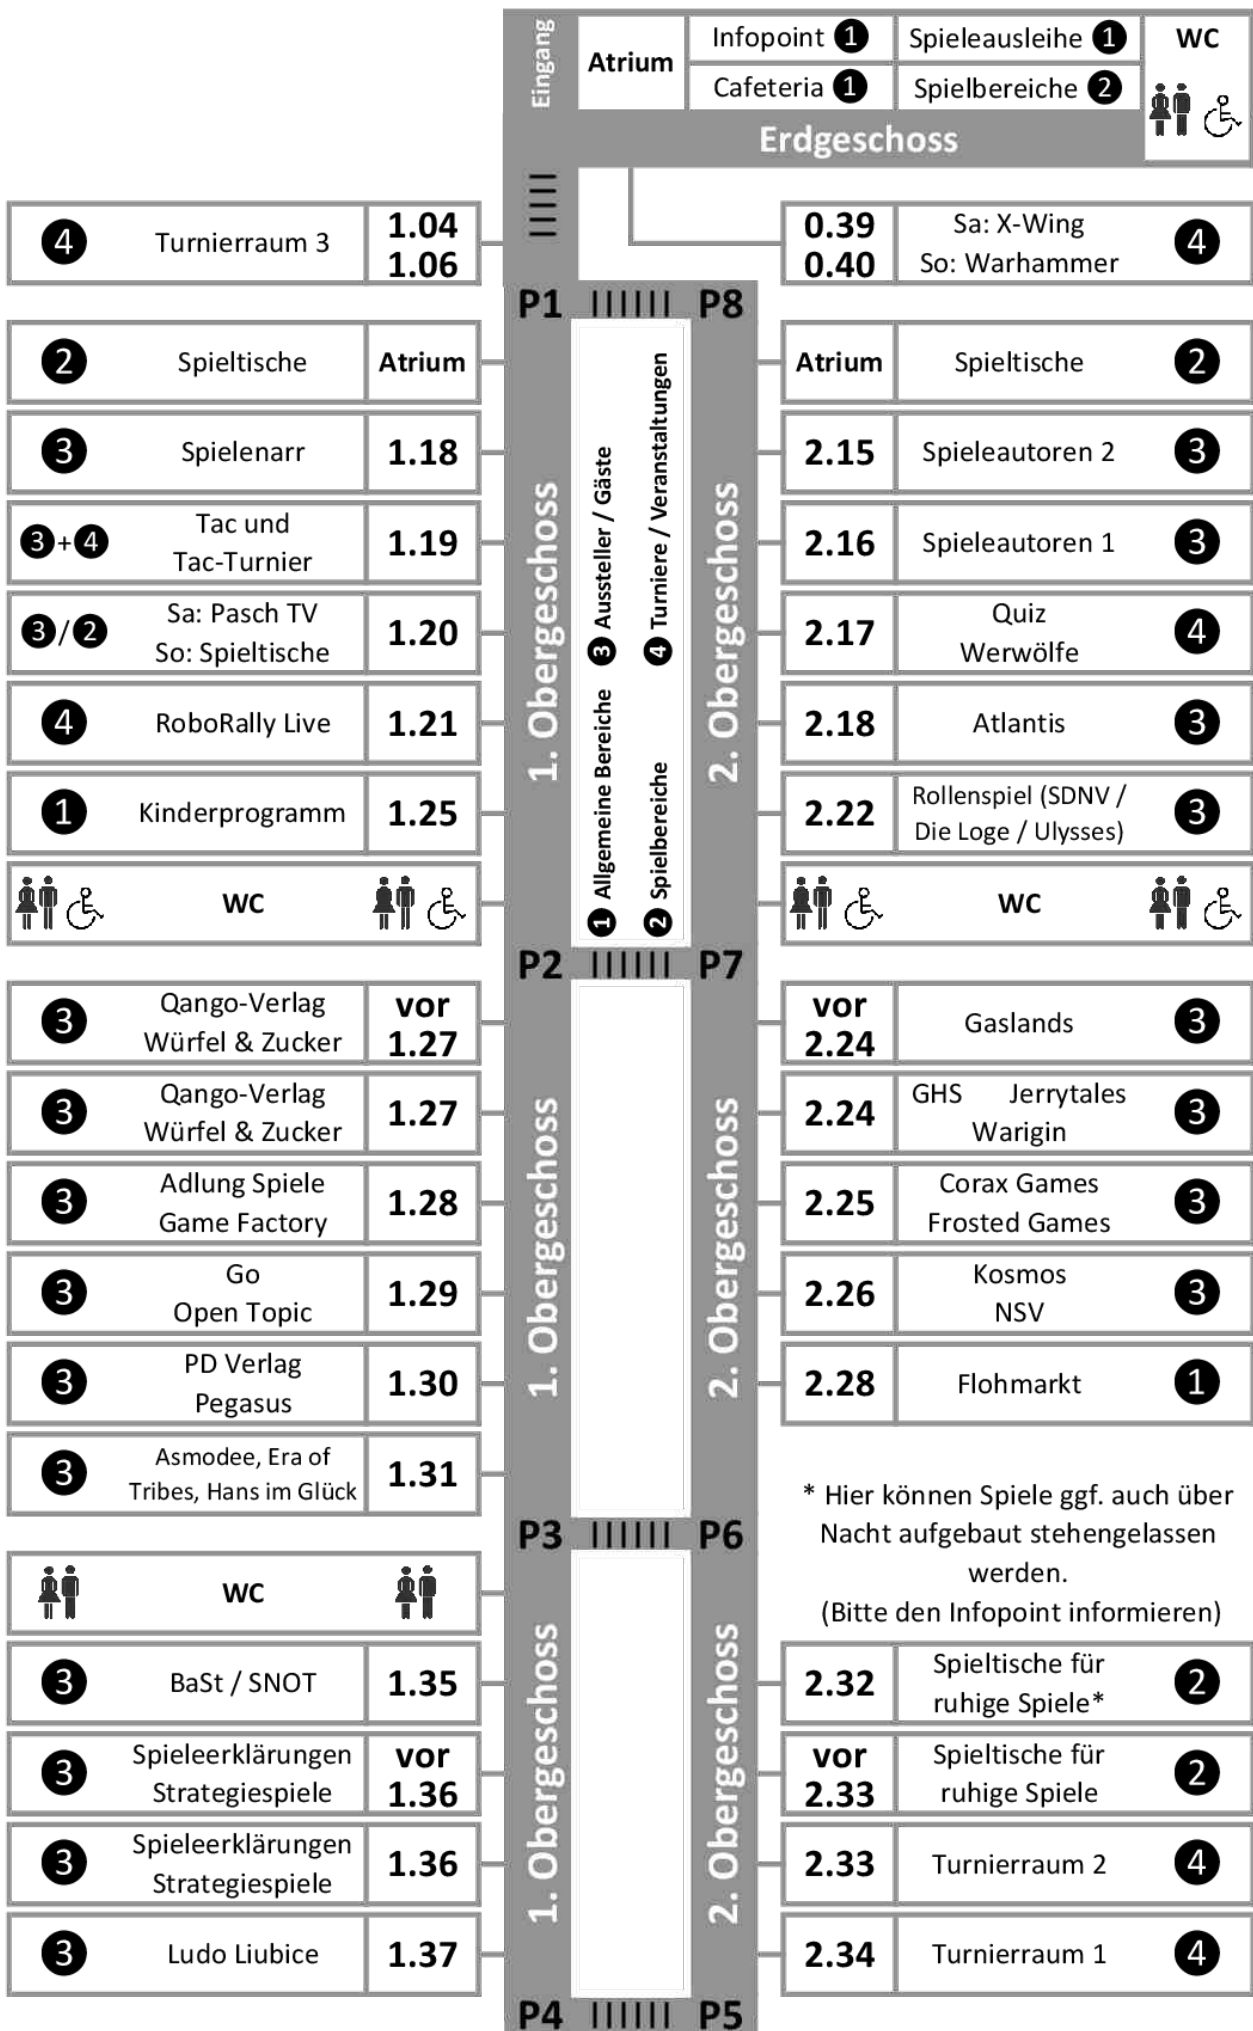 Eingang
Atrium
Infopoint 1
Spieleausleihe 1
WC
Cafeteria 1
Spielbereiche 2
Erdgeschoss
4 Turnierraum 3 1.04 1.06
0.39 0.40 Sa: X-Wing So: Warhammer 4
P1 P8
2 Spieltische Atrium
3 Spielenarr 1.18
3+4 Tac und
Tac-Turnier 1.19
3/2 Sa: Pasch TV
So: Spieltische 1.20
4 RoboRally Live 1.21
1 Kinderprogramm 1.25
WC
1. Obergeschoss
1 Allgemeine Bereiche 3 Aussteller / Gäste
2 Spielbereiche 4 Turniere / Veranstaltungen
2. Obergeschoss
Atrium Spieltische 2
2.15 Spieleautoren 2 3
2.16 Spieleautoren 1 3
2.17 Quiz
Werwölfe 4
2.18 Atlantis 3
2.22 Rollenspiel (SDNV /
Die Loge / Ulysses) 3
WC
P2 P7
3 Qango-Verlag vor
Würfel & Zucker 1.27
3 Qango-Verlag
Würfel & Zucker 1.27
3 Adlung Spiele
Game Factory 1.28
3 Go
Open Topic 1.29
3 PD Verlag
Pegasus 1.30
3 Asmodee, Era of
Tribes, Hans im Glück 1.31
1. Obergeschoss
2. Obergeschoss
vor
2.24 Gaslands 3
2.24 GHS Jerrytales
Warigin 3
2.25 Corax Games
Frosted Games 3
2.26 Kosmos
NSV 3
2.28 Flohmarkt 1
* Hier können Spiele ggf. auch über
Nacht aufgebaut stehengelassen
werden.
(Bitte den Infopoint informieren)
P3 P6
WC
3 BaSt / SNOT 1.35
3 Spieleerklärungen vor
Strategiespiele 1.36
3 Spieleerklärungen
Strategiespiele 1.36
3 Ludo Liubice 1.37
1. Obergeschoss
2. Obergeschoss
2.32 Spieltische für
ruhige Spiele* 2
vor Spieltische für
2.33 ruhige Spiele 2
2.33 Turnierraum 2 4
2.34 Turnierraum 1 4
P4 P5